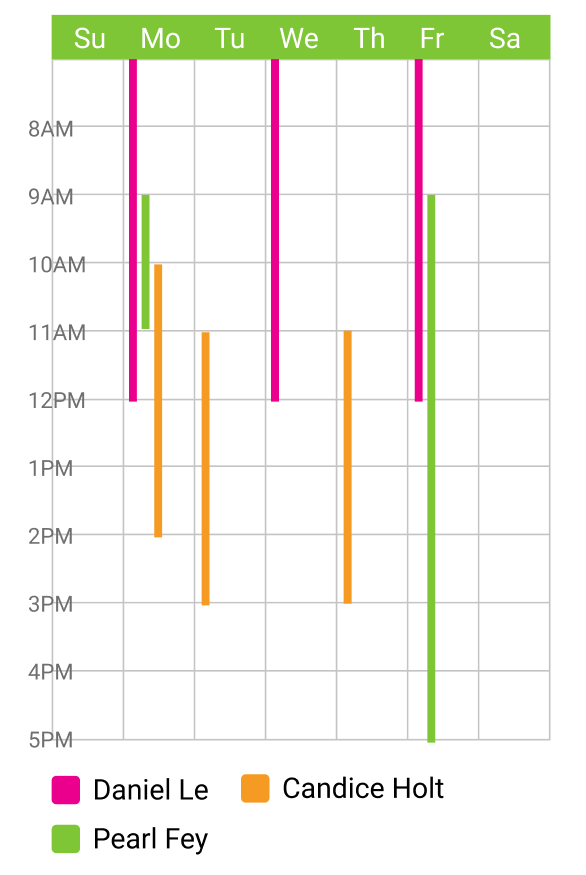 Su Mo Tu We Th Fr Sa
8AM
9AM
10AM
11AM
12PM
1PM
2PM
3PM
4PM
5PM
Daniel Le Candice Holt
Pearl Fey